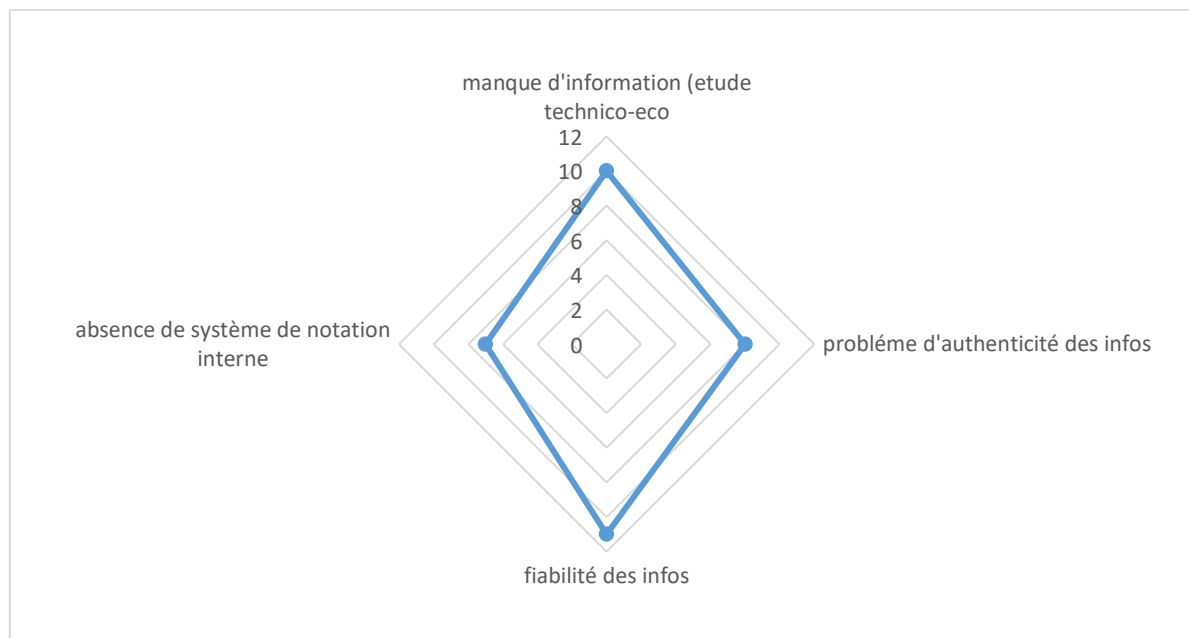 manque d'information (etude
technico-eco
12
10
8
6
4
2
0
absence de système de notation
interne
probléme d'authenticité des infos
fiabilité des infos